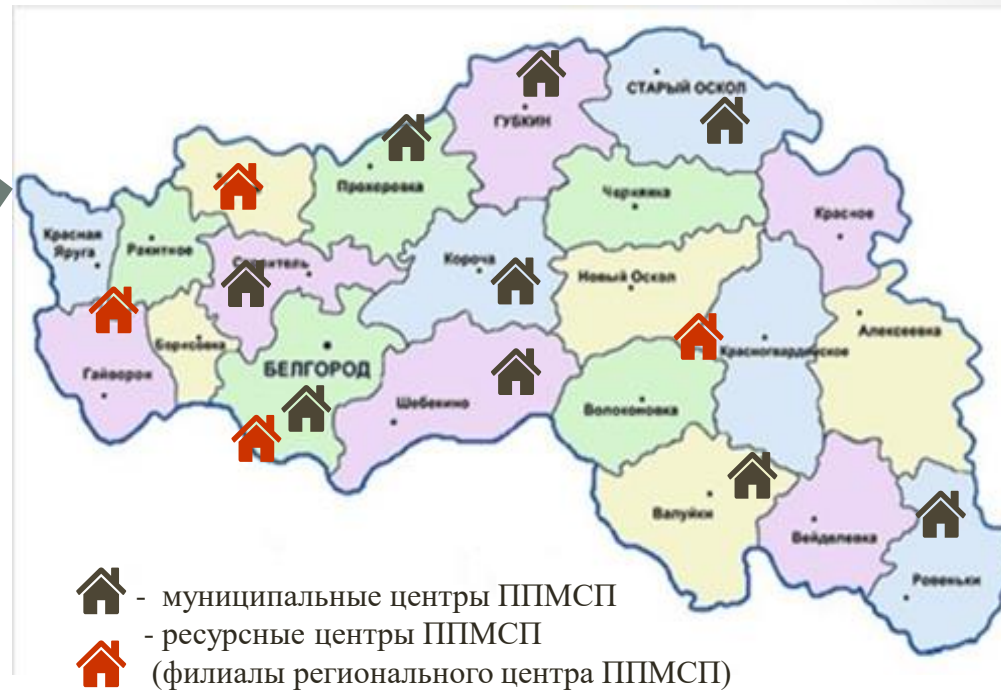 СТАРЫЙ ОСКОЛ
ГУБКИН
Прохоровка
Чернянка
Красное
Красная
Яруга
Ракитное
Короча
Новый Оскол
Алексеевка
Борисовка
Красногвардейское
БЕЛГОРОД
Гайворон
Шебекино
Волоконовка
Валуйки
Вейделевка
Ровеньки
- муниципальные центры ППМСП
- ресурсные центры ППМСП
(филиалы регионального центра ППМСП)